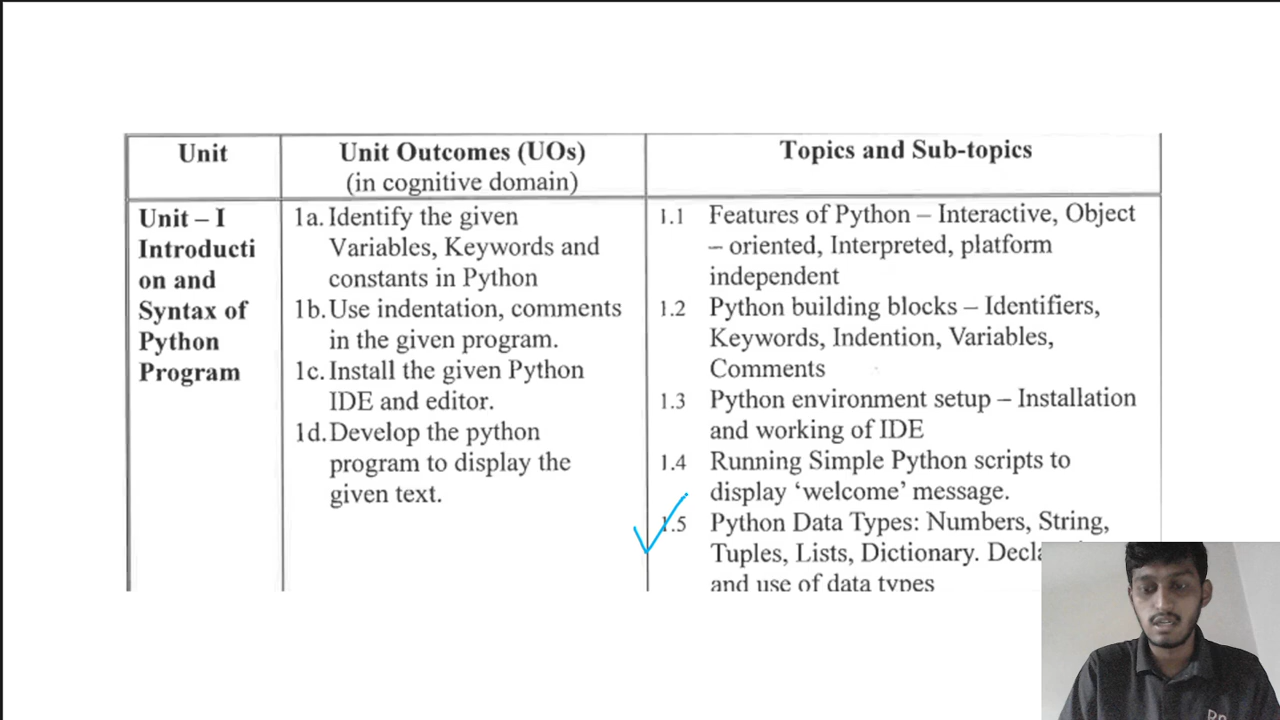 Unit
Unit Outcomes (UOs)
(in cognitive domain)
Topics and Sub-topics
Unit – I
Introducti
on and
Syntax of
Python
Program
1a. Identify the given
Variables, Keywords and
constants in Python
1b. Use indentation, comments
in the given program.
1c. Install the given Python
IDE and editor.
1d. Develop the python
program to display the
given text.
1.1 Features of Python – Interactive, Object
– oriented, Interpreted, platform
independent
1.2 Python building blocks – Identifiers,
Keywords, Indention, Variables,
Comments
1.3 Python environment setup – Installation
and working of IDE
1.4 Running Simple Python scripts to
display ‘welcome’ message.
1.5 Python Data Types: Numbers, String,
Tuples, Lists, Dictionary.
and use of data types